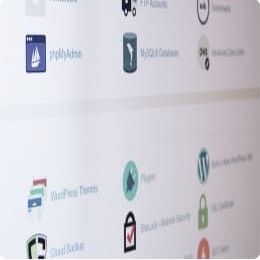 FTP Accounts
phpMyAdmin
MySQL® Databases
Advanced Zone Editor
WordPress Themes
Plugins
Build a New WordPress Site
Cloud Backup
SiteLock - Website Security
SSL Certificates